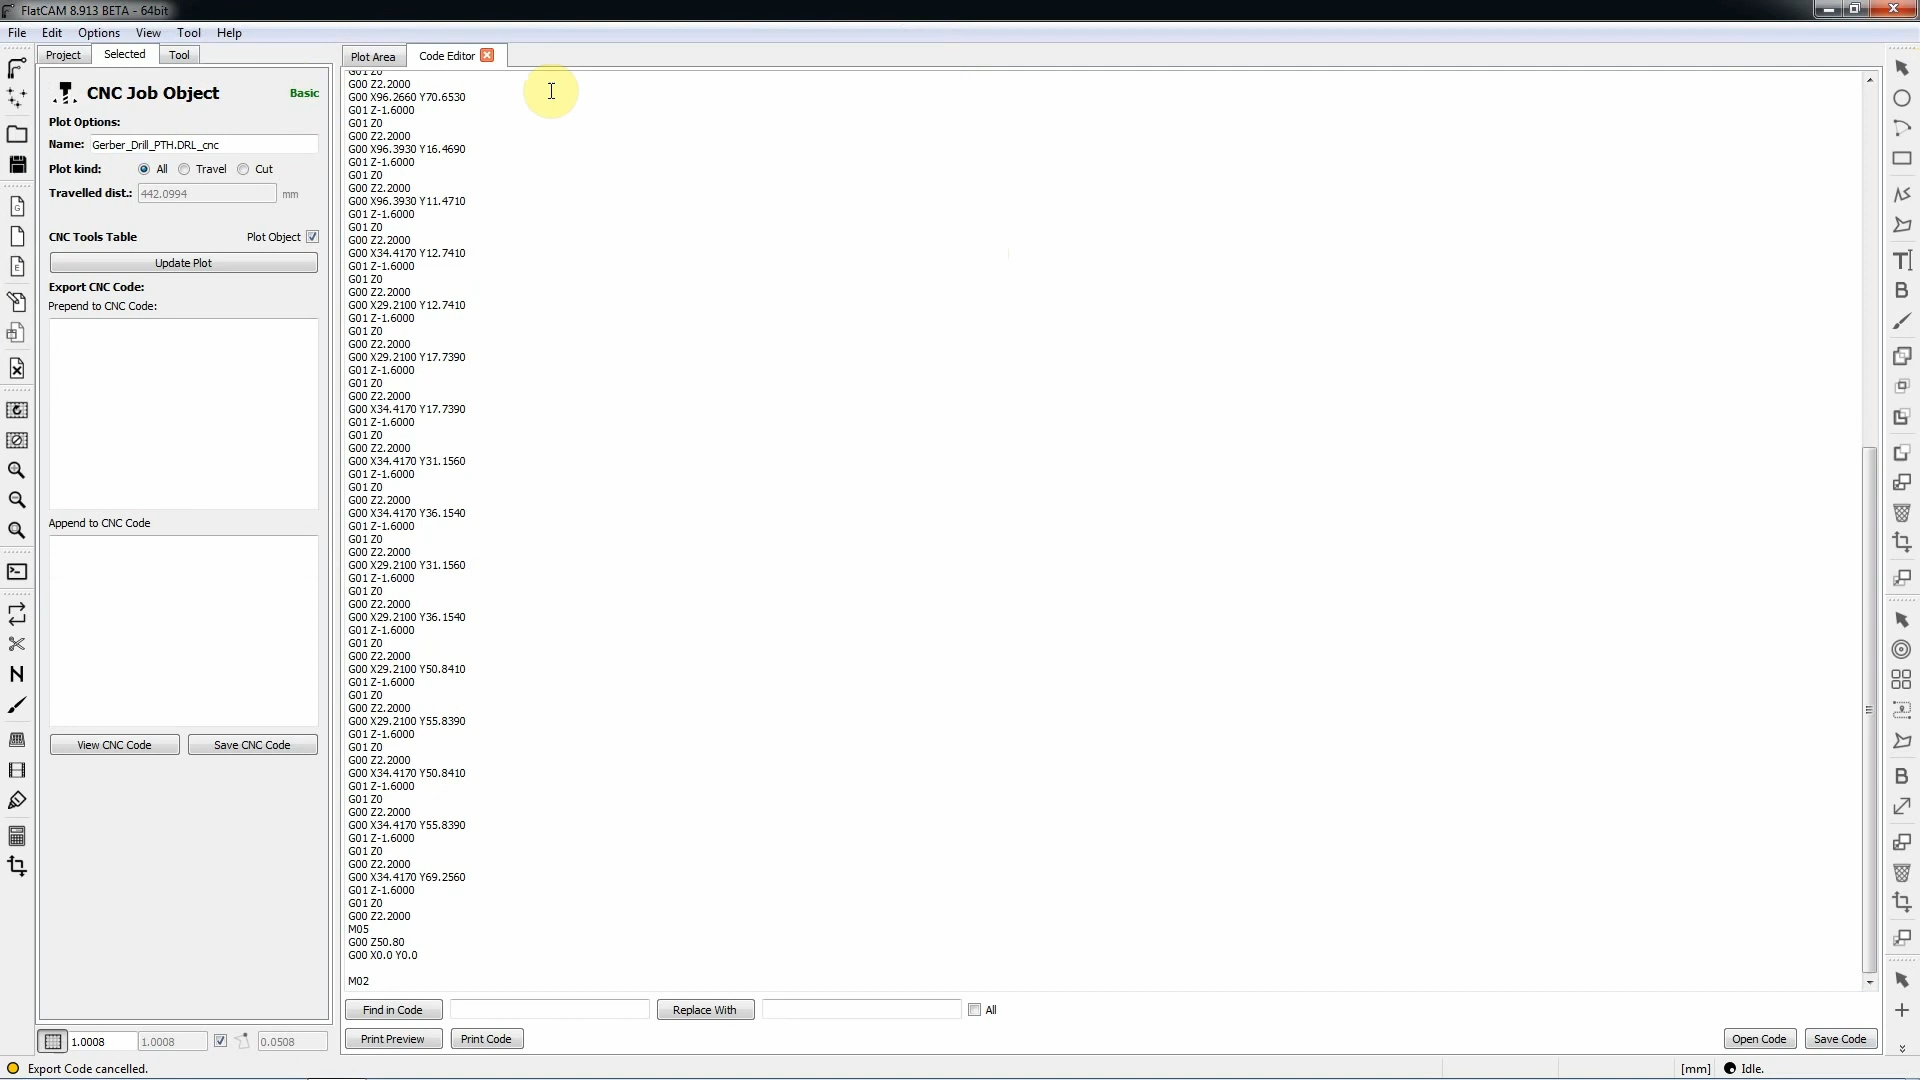 FlatCAM 8.913 BETA - 64bit
File Edit Options View Tool Help
Project Selected Tool
Plot Area Code Editor
CNC Job Object Basic
Plot Options:
Name: Gerber_Drill_PTH.DRL_cnc
Plot kind: All Travel Cut
Travelled dist.: 442.0994 mm
CNC Tools Table Plot Object
Update Plot
Export CNC Code:
Prepend to CNC Code:
Append to CNC Code
View CNC Code Save CNC Code
1.0008 1.0008 0.0508
G01 Z0
G00 Z2.2000
G00 X96.2660 Y70.6530
G01 Z-1.6000
G01 Z0
G00 Z2.2000
G00 X96.3930 Y16.4690
G01 Z-1.6000
G01 Z0
G00 Z2.2000
G00 X96.3930 Y11.4710
G01 Z-1.6000
G01 Z0
G00 Z2.2000
G00 X34.4170 Y12.7410
G01 Z-1.6000
G01 Z0
G00 Z2.2000
G00 X29.2100 Y12.7410
G01 Z-1.6000
G01 Z0
G00 Z2.2000
G00 X29.2100 Y17.7390
G01 Z-1.6000
G01 Z0
G00 Z2.2000
G00 X34.4170 Y17.7390
G01 Z-1.6000
G01 Z0
G00 Z2.2000
G00 X34.4170 Y31.1560
G01 Z-1.6000
G01 Z0
G00 Z2.2000
G00 X34.4170 Y36.1540
G01 Z-1.6000
G01 Z0
G00 Z2.2000
G00 X29.2100 Y31.1560
G01 Z-1.6000
G01 Z0
G00 Z2.2000
G00 X29.2100 Y36.1540
G01 Z-1.6000
G01 Z0
G00 Z2.2000
G00 X29.2100 Y50.8410
G01 Z-1.6000
G01 Z0
G00 Z2.2000
G00 X29.2100 Y55.8390
G01 Z-1.6000
G01 Z0
G00 Z2.2000
G00 X34.4170 Y50.8410
G01 Z-1.6000
G01 Z0
G00 Z2.2000
G00 X34.4170 Y55.8390
G01 Z-1.6000
G01 Z0
G00 Z2.2000
G00 X34.4170 Y69.2560
G01 Z-1.6000
G01 Z0
G00 Z2.2000
M05
G00 Z50.80
G00 X0.0 Y0.0
M02
Find in Code Replace With All
Print Preview Print Code Open Code Save Code
Export Code cancelled. [mm] Idle.